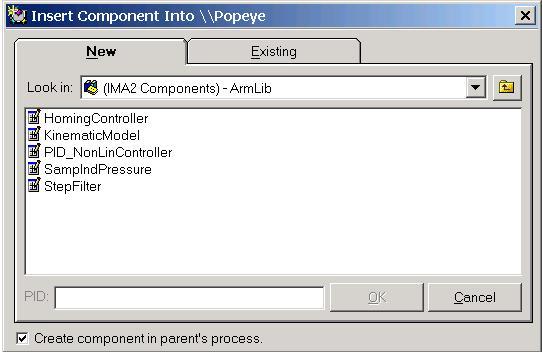 Insert Component Into \\Popeye
New Existing
Look in: (IMA2 Components) - ArmLib
HomingController
KinematicModel
PID_NonLinController
SampIndPressure
StepFilter
PID: OK Cancel
Create component in parent's process.